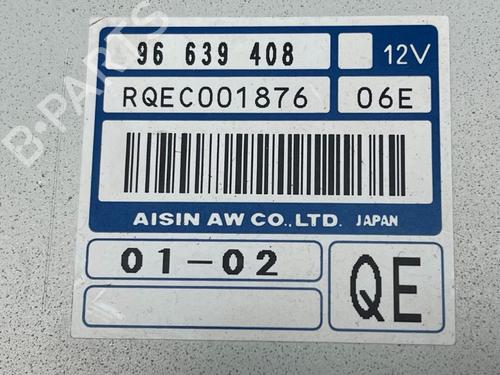 96 639 408 12V
RQEC001876 06E
AISIN AW CO.,LTD. JAPAN
01-02 QE
B-PARTS